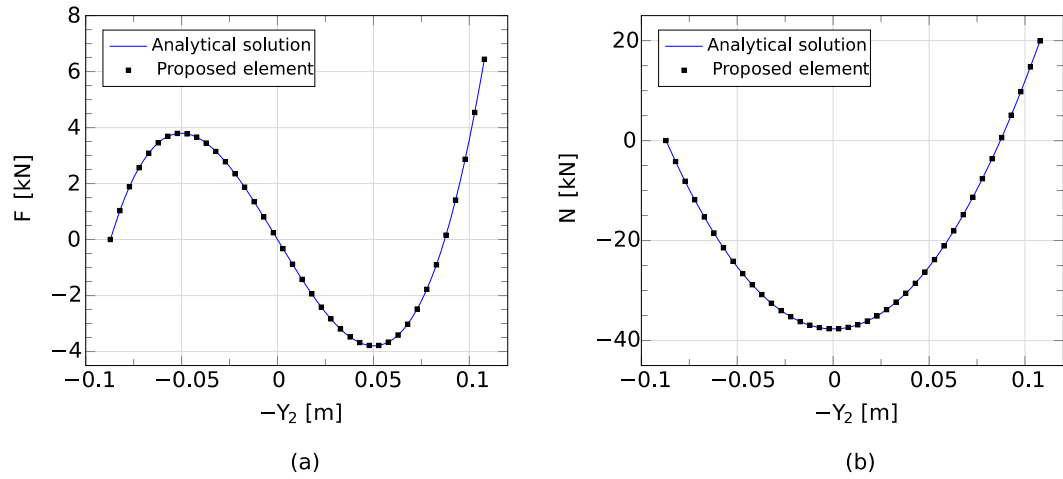 8
6
4
2
0
−2
−4
F [kN]
Analytical solution
Proposed element
−0.1
−0.05
0
0.05
0.1
−Y₂ [m]
(a)
20
0
−20
−40
N [kN]
Analytical solution
Proposed element
−0.1
−0.05
0
0.05
0.1
−Y₂ [m]
(b)